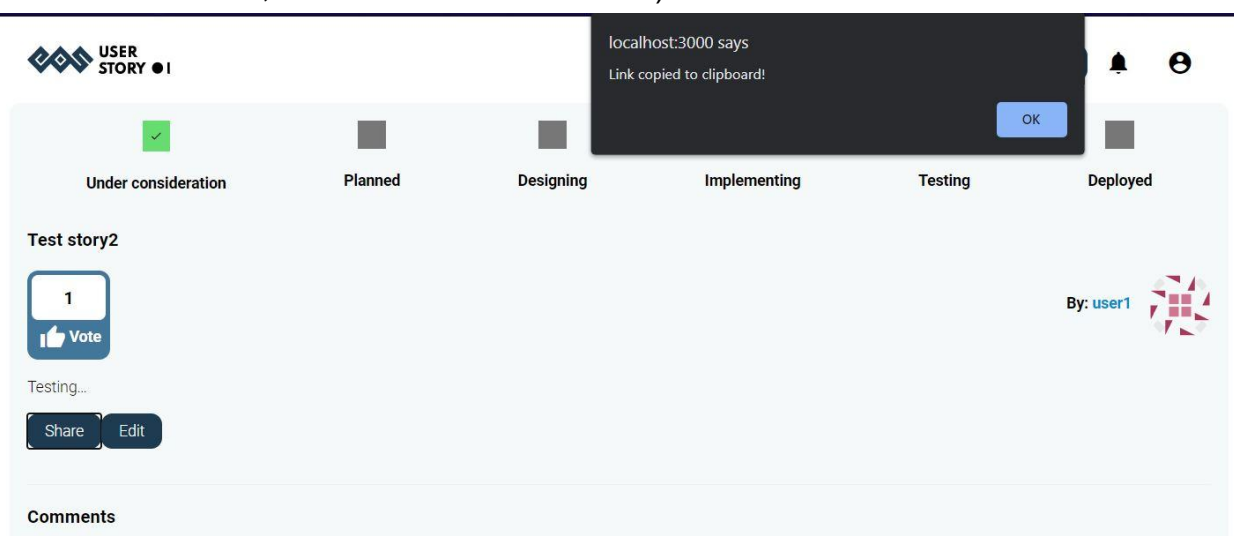 USER
STORY
localhost:3000 says
Link copied to clipboard!
OK
Under consideration
Planned
Designing
Implementing
Testing
Deployed
Test story2
1
Vote
By: user1
Testing...
Share
Edit
Comments